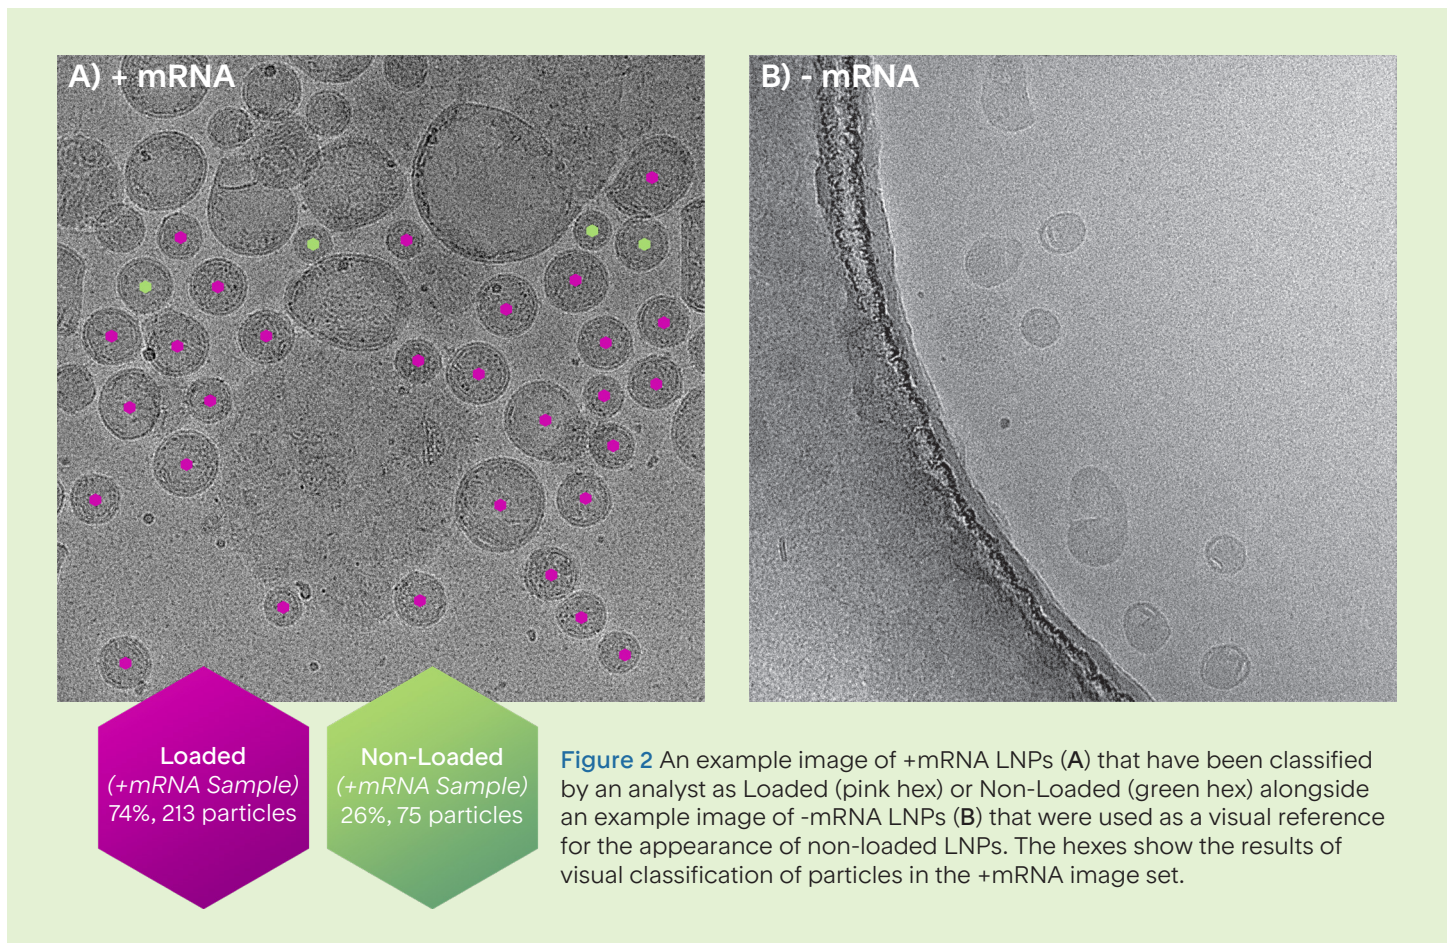 A) + mRNA
B) - mRNA
Loaded
(+mRNA Sample)
74%, 213 particles
Non-Loaded
(+mRNA Sample)
26%, 75 particles
Figure 2 An example image of +mRNA LNPs (A) that have been classified
by an analyst as Loaded (pink hex) or Non-Loaded (green hex) alongside
an example image of -mRNA LNPs (B) that were used as a visual reference
for the appearance of non-loaded LNPs. The hexes show the results of
visual classification of particles in the +mRNA image set.